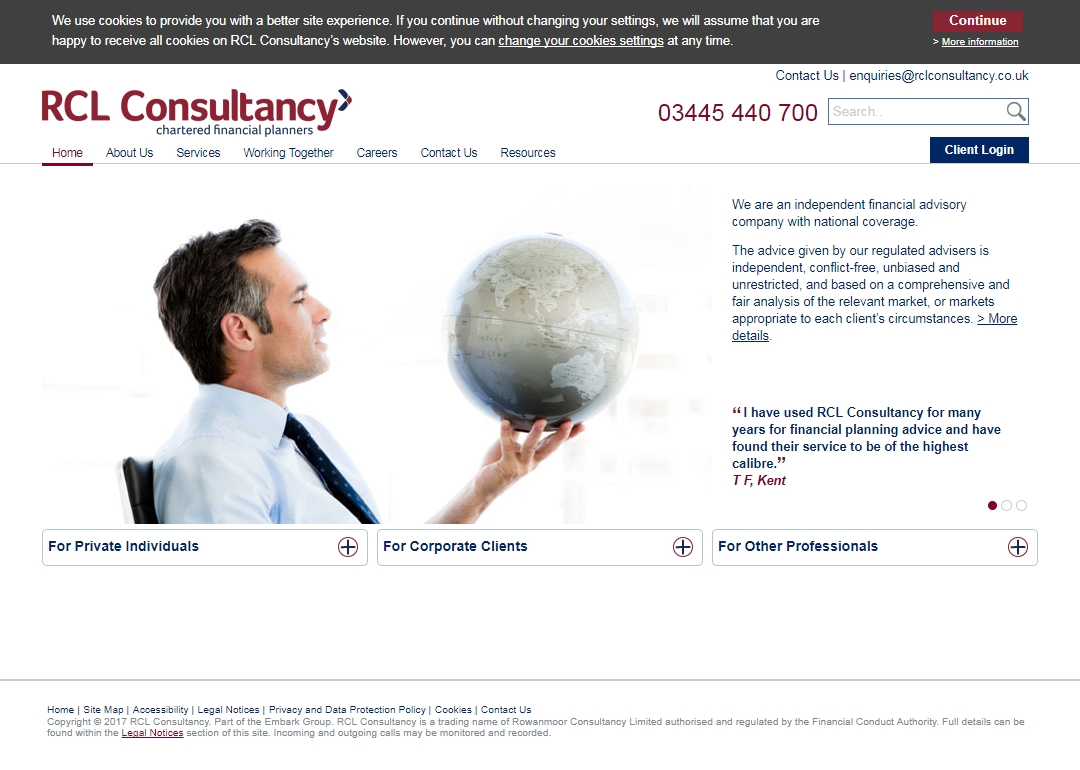 We use cookies to provide you with a better site experience. If you continue without changing your settings, we will assume that you are
happy to receive all cookies on RCL Consultancy's website. However, you can change your cookies settings at any time.
Continue
> More information
Contact Us | enquiries@rclconsultancy.co.uk
RCL Consultancy
chartered financial planners
03445 440 700
Search..
Home About Us Services Working Together Careers Contact Us Resources
Client Login
We are an independent financial advisory
company with national coverage.
The advice given by our regulated advisers is
independent, conflict-free, unbiased and
unrestricted, and based on a comprehensive and
fair analysis of the relevant market, or markets
appropriate to each client's circumstances. > More
details.
“I have used RCL Consultancy for many
years for financial planning advice and have
found their service to be of the highest
calibre.”
T F, Kent
For Private Individuals
For Corporate Clients
For Other Professionals
Home | Site Map | Accessibility | Legal Notices | Privacy and Data Protection Policy | Cookies | Contact Us
Copyright © 2017 RCL Consultancy. Part of the Embark Group. RCL Consultancy is a trading name of Rowanmoor Consultancy Limited authorised and regulated by the Financial Conduct Authority. Full details can be
found within the Legal Notices section of this site. Incoming and outgoing calls may be monitored and recorded.